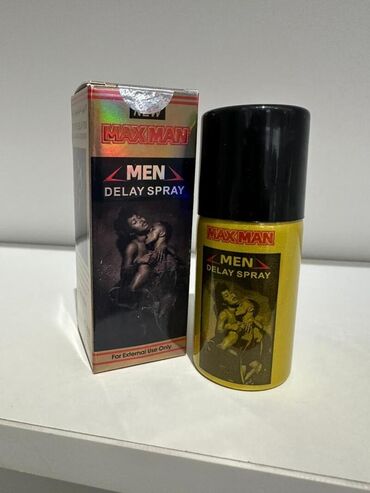 NEW
MAXMAN
MEN
DELAY SPRAY
For External Use Only
MAXMAN
MEN
DELAY SPRAY